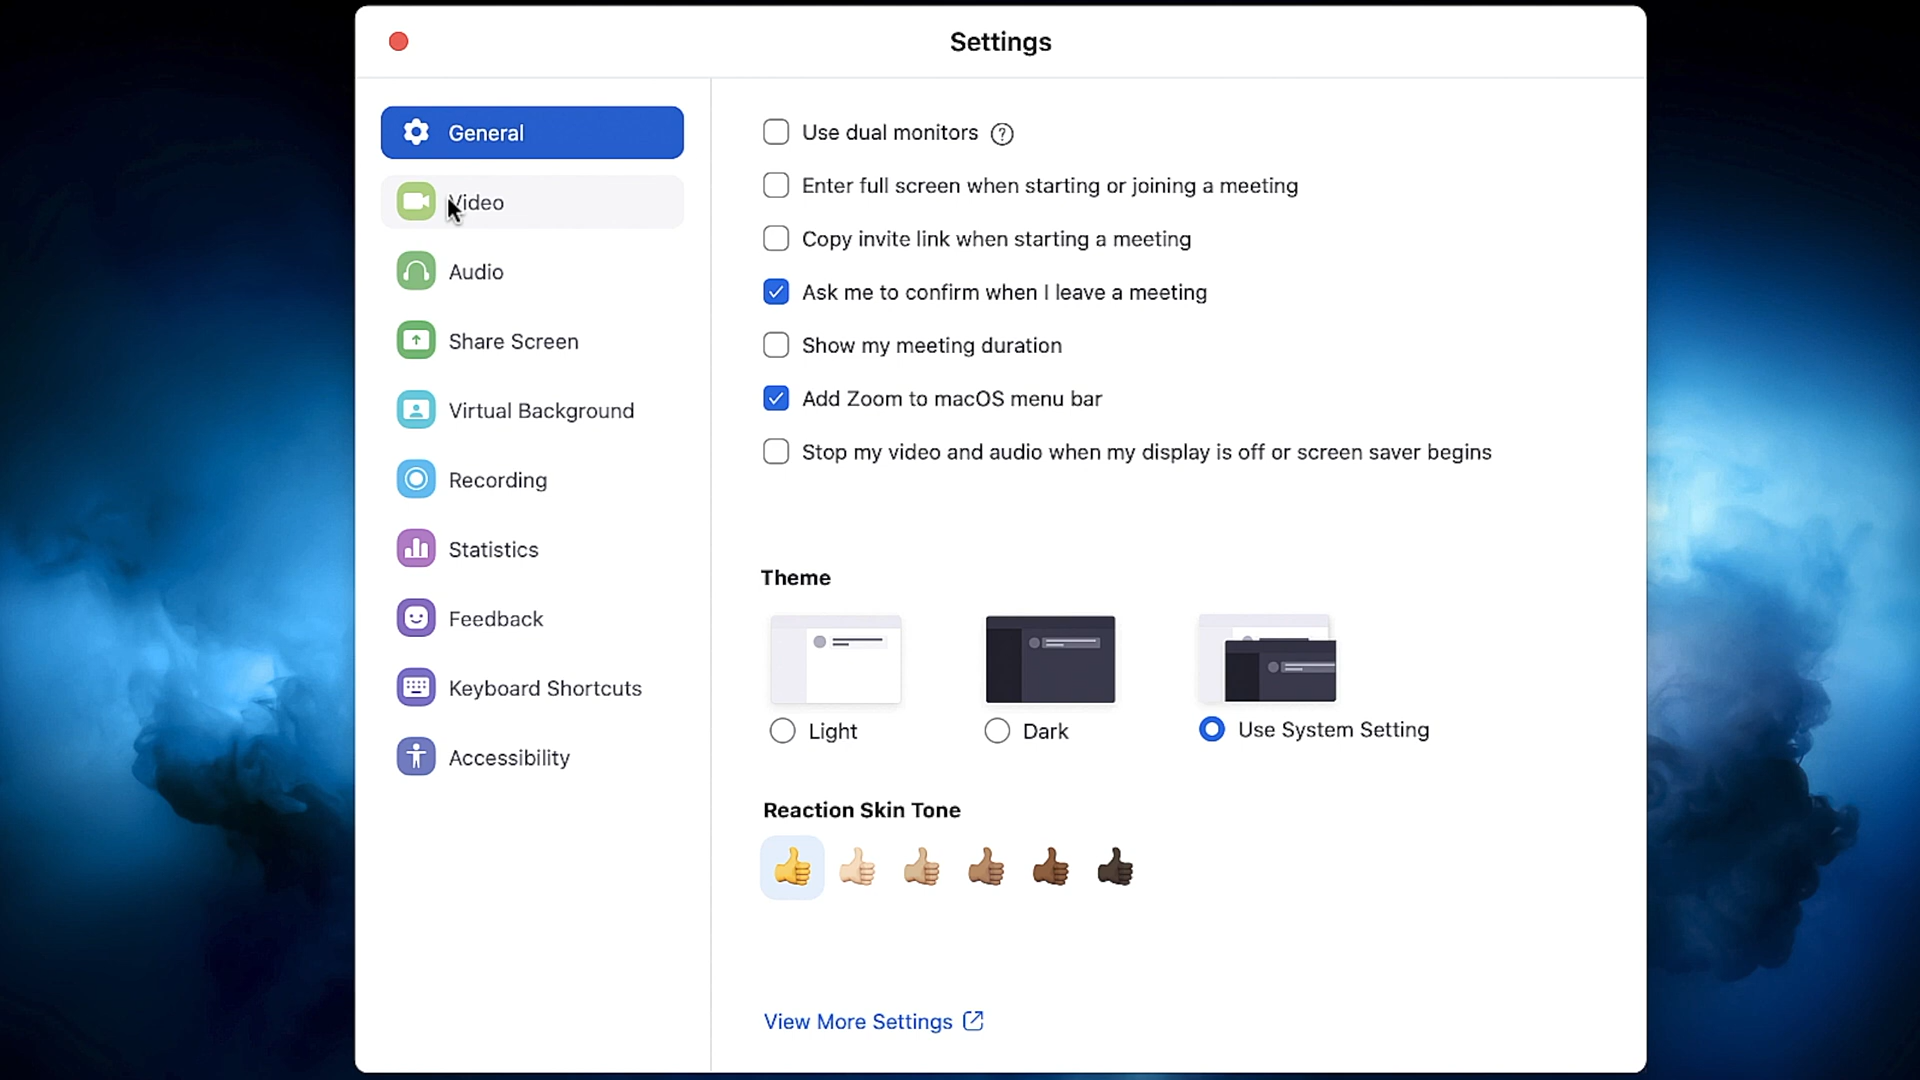 Settings
General
Video
Audio
Share Screen
Virtual Background
Recording
Statistics
Feedback
Keyboard Shortcuts
Accessibility
Use dual monitors ?
Enter full screen when starting or joining a meeting
Copy invite link when starting a meeting
Ask me to confirm when I leave a meeting
Show my meeting duration
Add Zoom to macOS menu bar
Stop my video and audio when my display is off or screen saver begins
Theme
Light
Dark
Use System Setting
Reaction Skin Tone
View More Settings